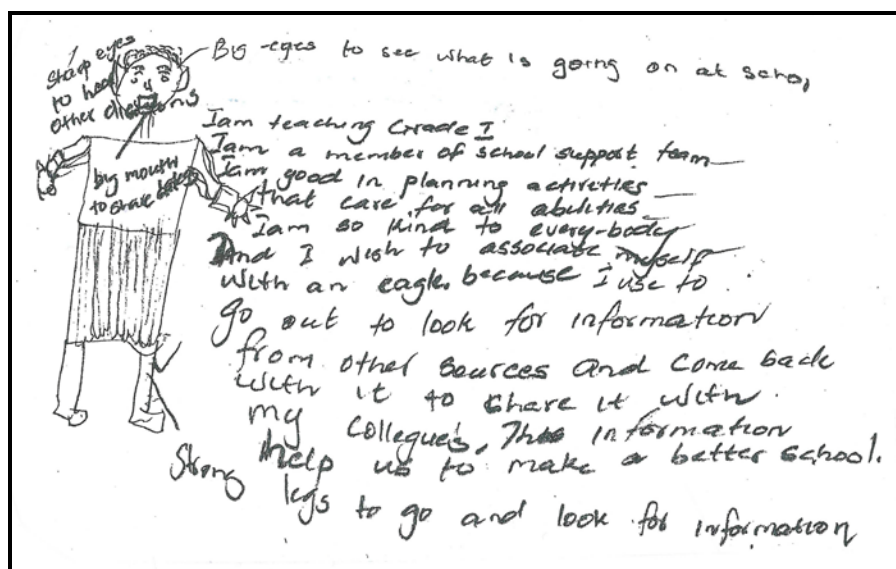 Big eyes to see what is going on at scho,
Sharp eyes
to hear
other directions
big mouth
to share
Iam teaching Grade I
Iam a member of school support team
Iam good in planning activities
that care for all abilities
Iam so kind to every-body
And I wish to associate myself
with an eagle, because I use to
go out to look for information
from other sources and come back
with it to share it with
my collegue's, This information
help us to make a better school.
Strong legs to go and look for information